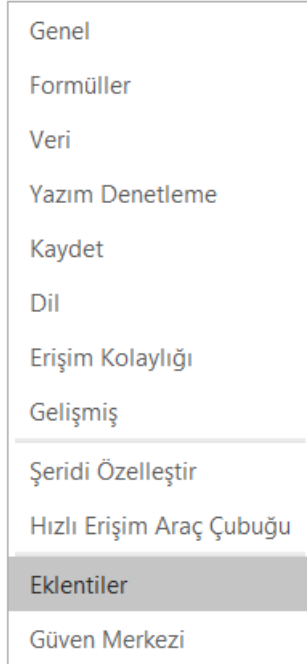 Genel
Formüller
Veri
Yazım Denetleme
Kaydet
Dil
Erişim Kolaylığı
Gelişmiş
Şeridi Özelleştir
Hızlı Erişim Araç Çubuğu
Eklentiler
Güven Merkezi